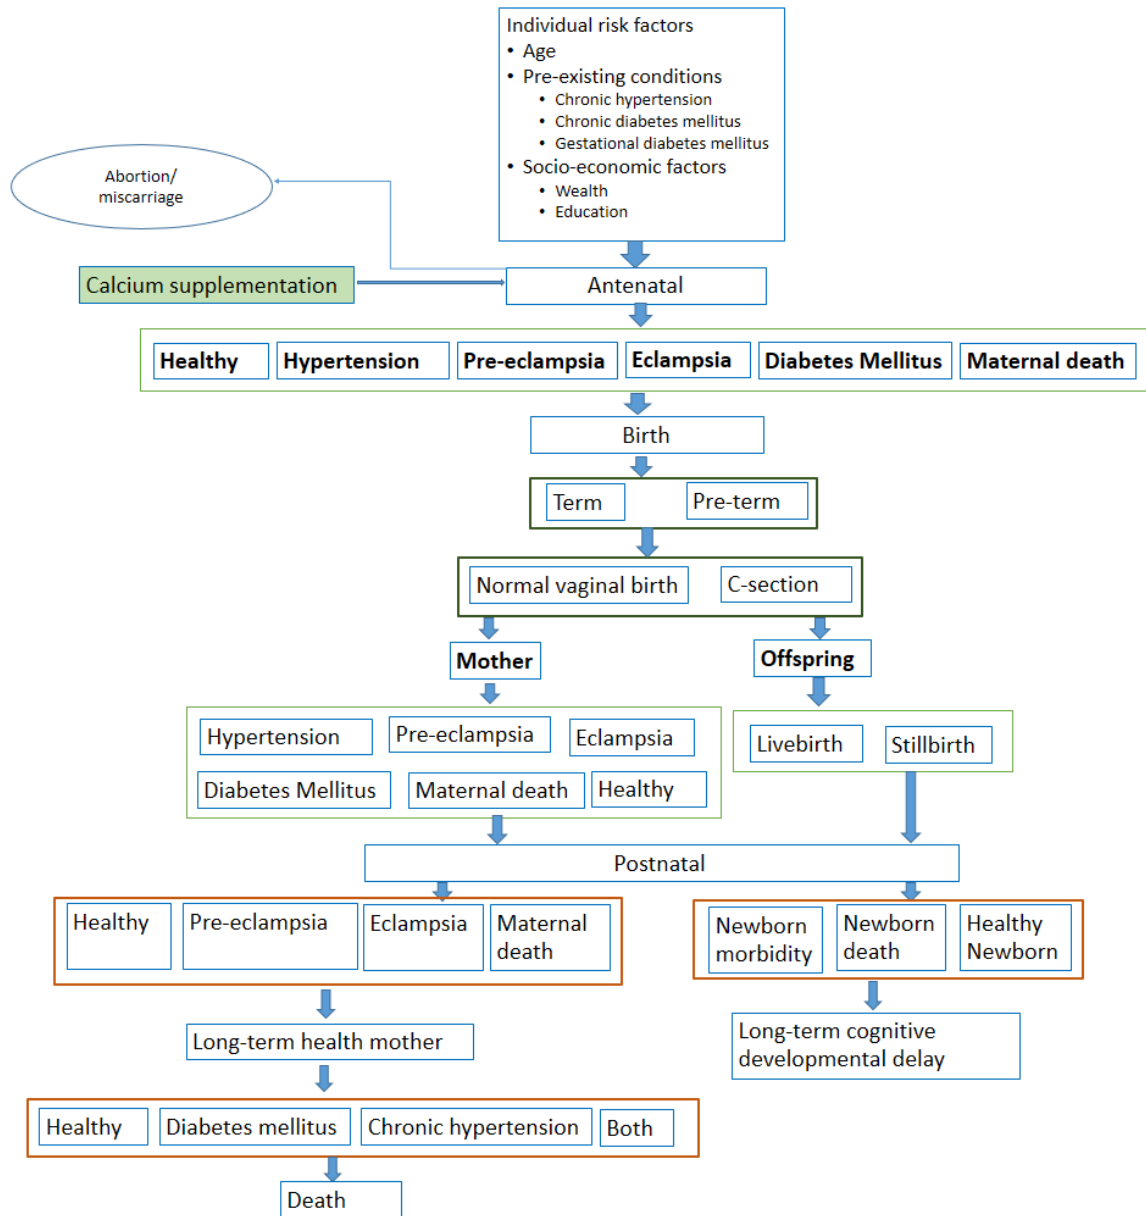 Individual risk factors
• Age
• Pre-existing conditions
• Chronic hypertension
• Chronic diabetes mellitus
• Gestational diabetes mellitus
• Socio-economic factors
• Wealth
• Education
Abortion/
miscarriage
Calcium supplementation
Antenatal
Healthy
Hypertension
Pre-eclampsia
Eclampsia
Diabetes Mellitus
Maternal death
Birth
Term
Pre-term
Normal vaginal birth
C-section
Mother
Offspring
Hypertension
Pre-eclampsia
Eclampsia
Diabetes Mellitus
Maternal death
Healthy
Livebirth
Stillbirth
Postnatal
Healthy
Pre-eclampsia
Eclampsia
Maternal
death
Newborn
morbidity
Newborn
death
Healthy
Newborn
Long-term health mother
Long-term cognitive
developmental delay
Healthy
Diabetes mellitus
Chronic hypertension
Both
Death